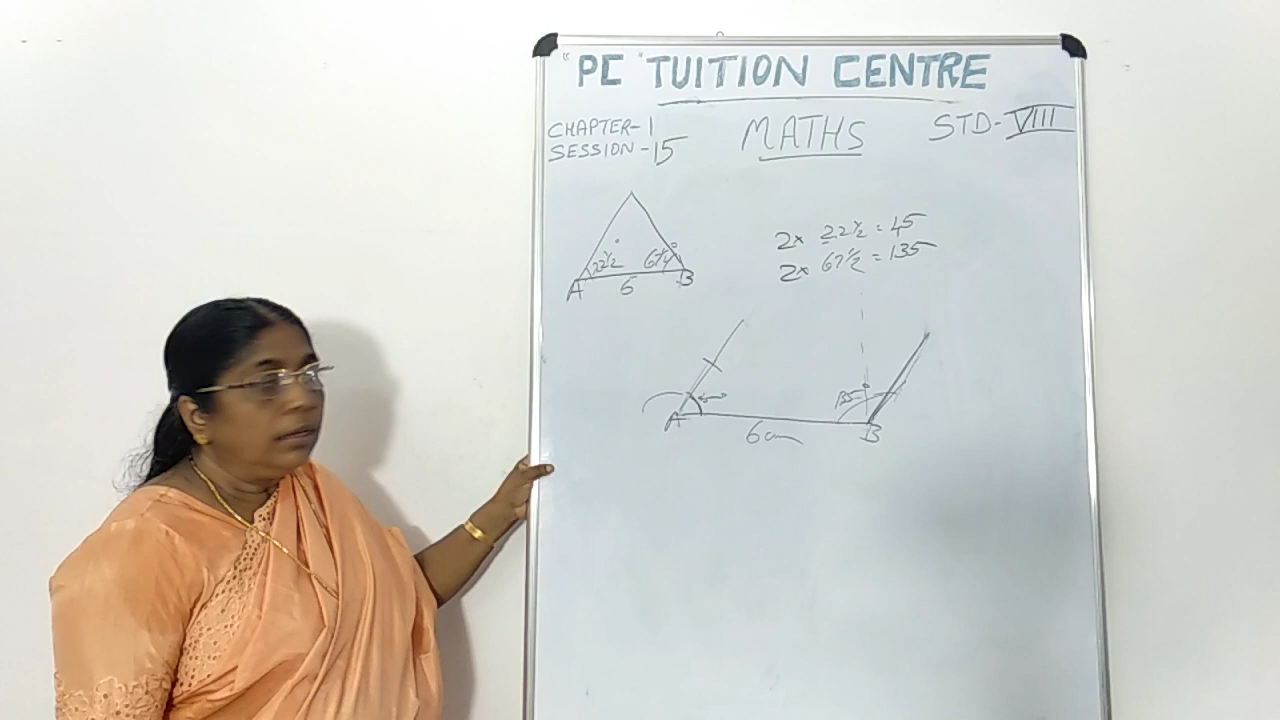 "PC" TUITION CENTRE
CHAPTER-1
SESSION-15
MATHS
STD-VIII
22½°
67½°
A 6 B
2× 22½ = 45
2× 67½ = 135
45°
135°
A 6cm B